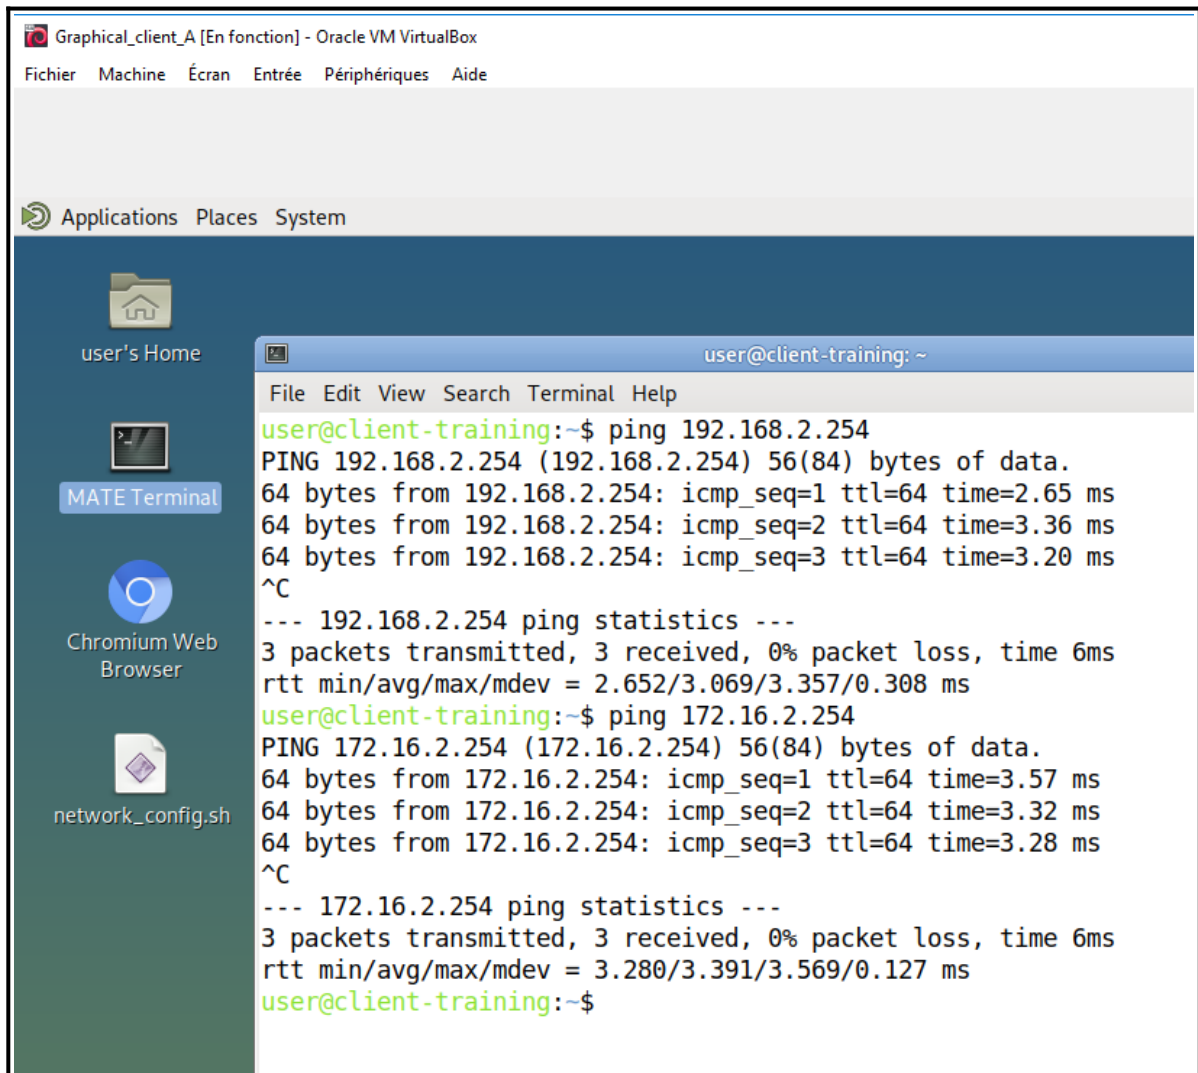 Graphical_client_A [En fonction] - Oracle VM VirtualBox
Fichier Machine Écran Entrée Périphériques Aide
Applications Places System
user's Home
MATE Terminal
Chromium Web
Browser
network_config.sh
user@client-training: ~
File Edit View Search Terminal Help
user@client-training:~$ ping 192.168.2.254
PING 192.168.2.254 (192.168.2.254) 56(84) bytes of data.
64 bytes from 192.168.2.254: icmp_seq=1 ttl=64 time=2.65 ms
64 bytes from 192.168.2.254: icmp_seq=2 ttl=64 time=3.36 ms
64 bytes from 192.168.2.254: icmp_seq=3 ttl=64 time=3.20 ms
^C
--- 192.168.2.254 ping statistics ---
3 packets transmitted, 3 received, 0% packet loss, time 6ms
rtt min/avg/max/mdev = 2.652/3.069/3.357/0.308 ms
user@client-training:~$ ping 172.16.2.254
PING 172.16.2.254 (172.16.2.254) 56(84) bytes of data.
64 bytes from 172.16.2.254: icmp_seq=1 ttl=64 time=3.57 ms
64 bytes from 172.16.2.254: icmp_seq=2 ttl=64 time=3.32 ms
64 bytes from 172.16.2.254: icmp_seq=3 ttl=64 time=3.28 ms
^C
--- 172.16.2.254 ping statistics ---
3 packets transmitted, 3 received, 0% packet loss, time 6ms
rtt min/avg/max/mdev = 3.280/3.391/3.569/0.127 ms
user@client-training:~$